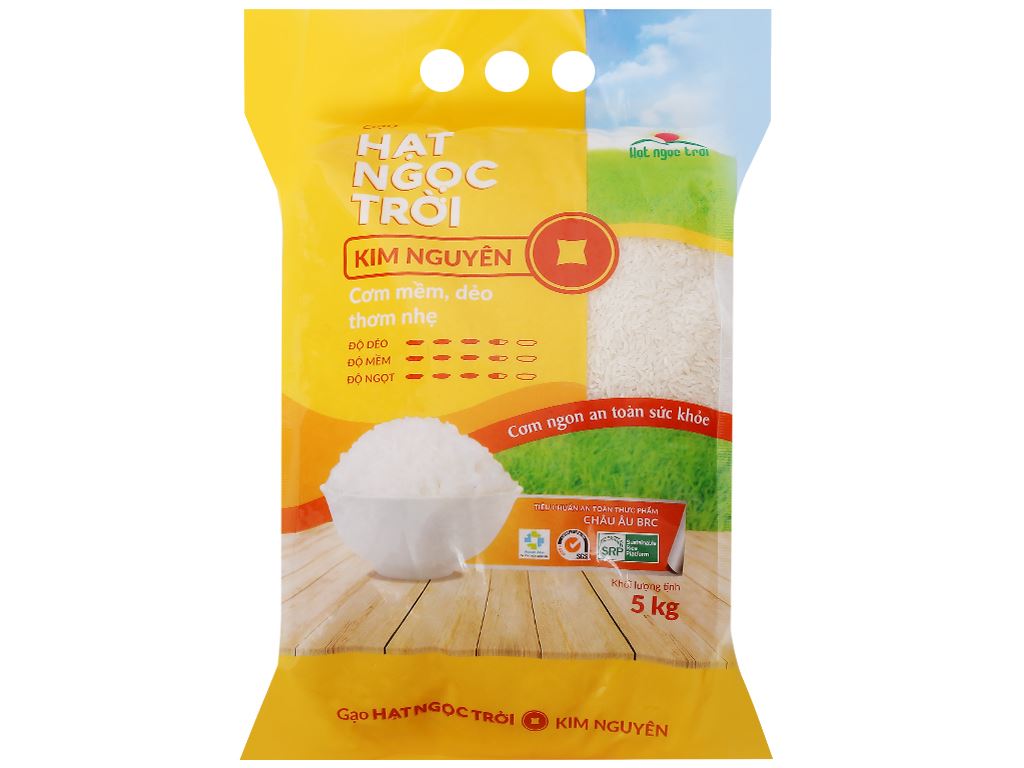 GẠO
HẠT
NGỌC
TRỜI
Hạt ngọc trời
KIM NGUYÊN
Cơm mềm, dẻo
thơm nhẹ
ĐỘ DẺO
ĐỘ MỀM
ĐỘ NGỌT
Cơm ngon an toàn sức khỏe
TIÊU CHUẨN AN TOÀN THỰC PHẨM
CHÂU ÂU BRC
SGS
SRP
Sustainable
Rice
Platform
Khối lượng tịnh
5 kg
Gạo HẠT NGỌC TRỜI KIM NGUYÊN